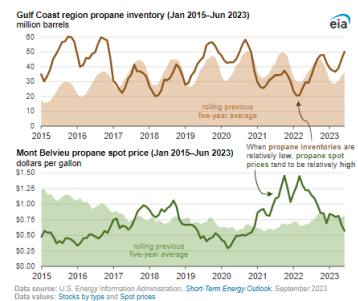 Gulf Coast region propane inventory (Jan 2015–Jun 2023)
million barrels
eia
80
60
50
40
30
20
10
0
rolling previous
five-year average
2015 2016 2017 2018 2019 2020 2021 2022 2023
When propane inventories are
relatively low, propane spot
prices tend to be relatively high
Mont Belvieu propane spot price (Jan 2015–Jun 2023)
dollars per gallon
$1.50
$1.25
$1.00
$0.75
$0.50
$0.25
$0.00
rolling previous
five-year average
2015 2016 2017 2018 2019 2020 2021 2022 2023
Data source: U.S. Energy Information Administration, Short-Term Energy Outlook, September 2023
Data values: Stocks by type and Spot prices